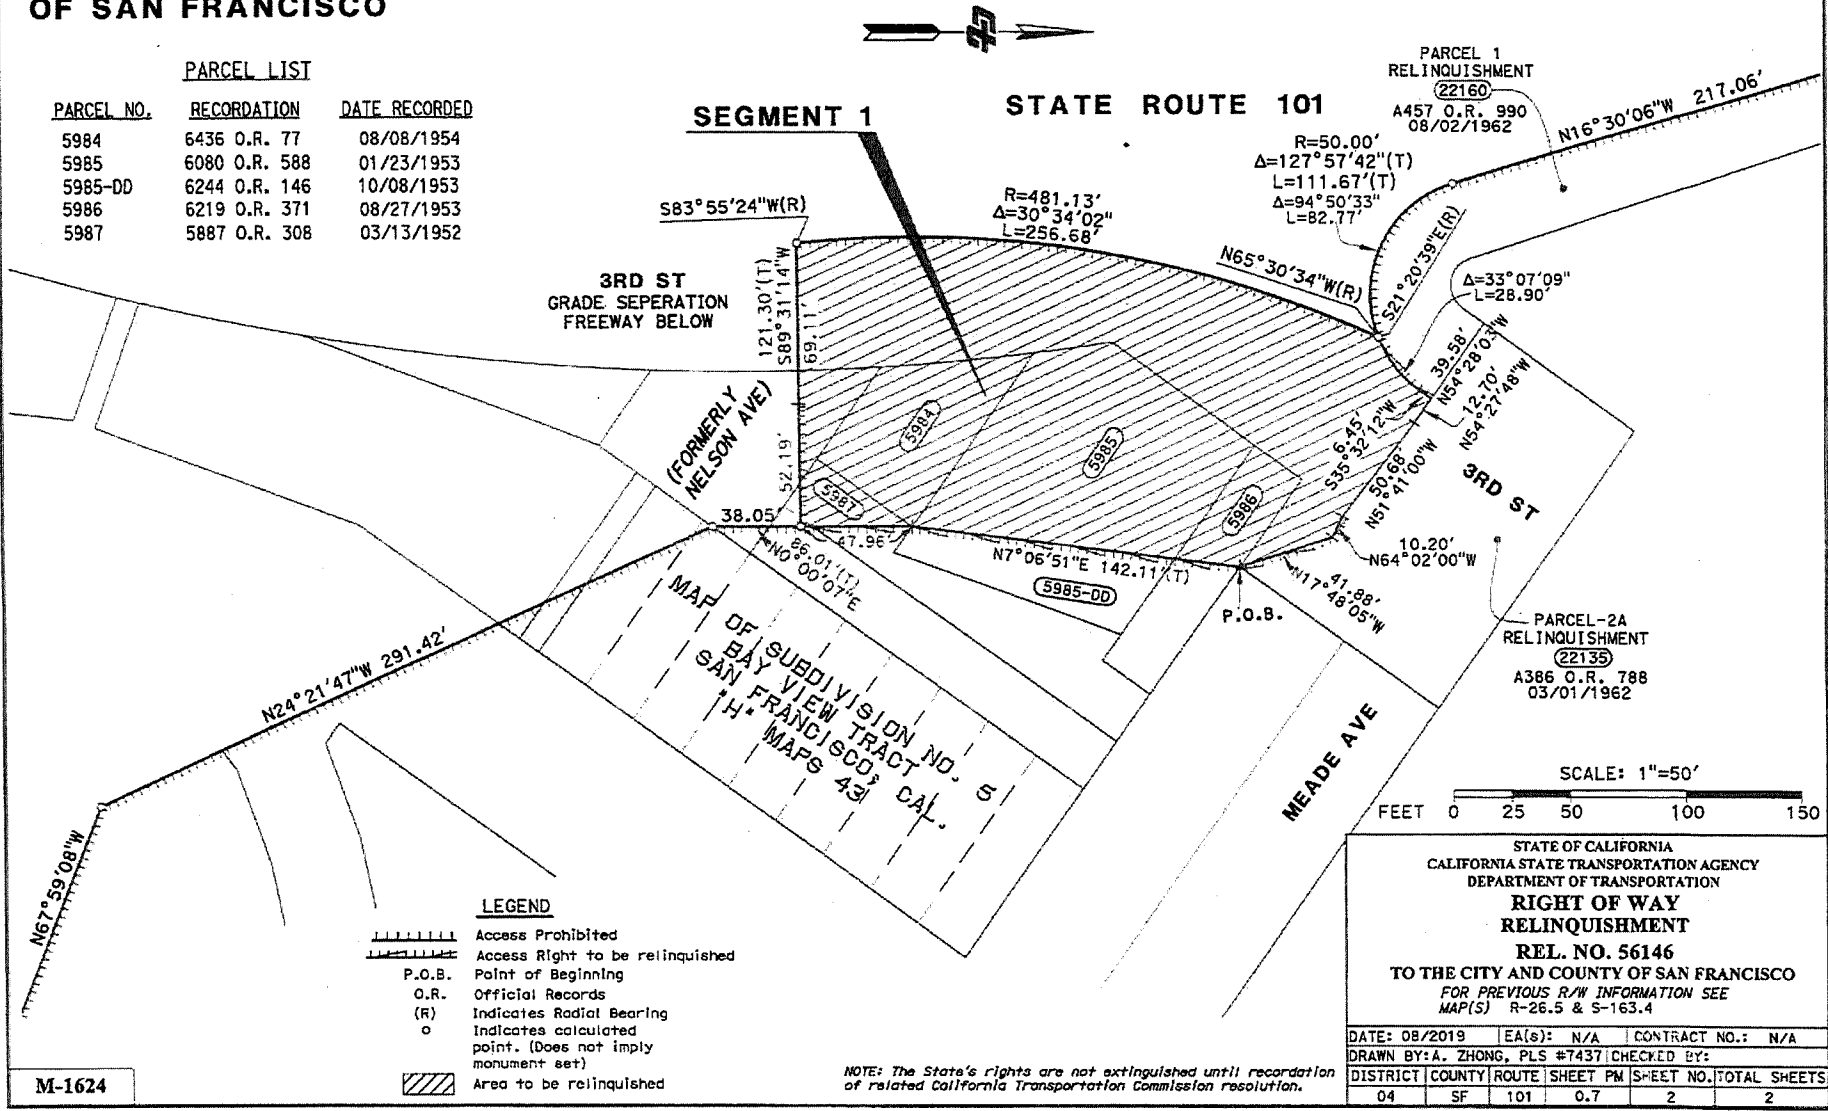 OF SAN FRANCISCO
PARCEL LIST
PARCEL NO. RECORDATION DATE RECORDED
5984 6436 O.R. 77 08/08/1954
5985 6080 O.R. 588 01/23/1953
5985-DD 6244 O.R. 146 10/08/1953
5986 6219 O.R. 371 08/27/1953
5987 5887 O.R. 308 03/13/1952
SEGMENT 1
STATE ROUTE 101
PARCEL 1
RELINQUISHMENT
22160
A457 O.R. 990
08/02/1962
N16°30'06"W 217.06'
R=50.00'
Δ=127°57'42"(T)
L=111.67'(T)
Δ=94°50'33"
L=82.77'
S83°55'24"W(R)
R=481.13'
Δ=30°34'02"
L=256.68'
N65°30'34"W(R)
S21°20'39"E(R)
Δ=33°07'09"
L=28.90'
3RD ST
GRADE SEPERATION
FREEWAY BELOW
121.30'(T)
S89°31'14"W
69.11'
52.19'
(FORMERLY
NELSON AVE)
39.58'
N54°28'03"W
12.70'
N54°27'48"W
6.45'
S35°32'12"W
50.68'
N51°41'00"W
3RD ST
5984
5985
5986
5987
38.05'
47.96'
86.01'(T)
N0°00'07"E
N7°06'51"E 142.11'(T)
5985-DD
10.20'
N64°02'00"W
41.88'
N17°48'05"W
P.O.B.
PARCEL-2A
RELINQUISHMENT
22135
A386 O.R. 788
03/01/1962
N24°21'47"W 291.42'
N67°59'08"W
MAP OF SUBDIVISION NO. 5
BAY VIEW TRACT
SAN FRANCISCO, CAL.
"H" MAPS 43
MEADE AVE
SCALE: 1"=50'
FEET 0 25 50 100 150
LEGEND
Access Prohibited
Access Right to be relinquished
P.O.B. Point of Beginning
O.R. Official Records
(R) Indicates Radial Bearing
o Indicates calculated
point. (Does not imply
monument set)
Area to be relinquished
M-1624
NOTE: The State's rights are not extinguished until recordation
of related California Transportation Commission resolution.
STATE OF CALIFORNIA
CALIFORNIA STATE TRANSPORTATION AGENCY
DEPARTMENT OF TRANSPORTATION
RIGHT OF WAY
RELINQUISHMENT
REL. NO. 56146
TO THE CITY AND COUNTY OF SAN FRANCISCO
FOR PREVIOUS R/W INFORMATION SEE
MAP(S) R-26.5 & S-163.4
DATE: 08/2019 EA(s): N/A CONTRACT NO.: N/A
DRAWN BY: A. ZHONG, PLS #7437 CHECKED BY:
DISTRICT COUNTY ROUTE SHEET PM SHEET NO. TOTAL SHEETS
04 SF 101 0.7 2 2